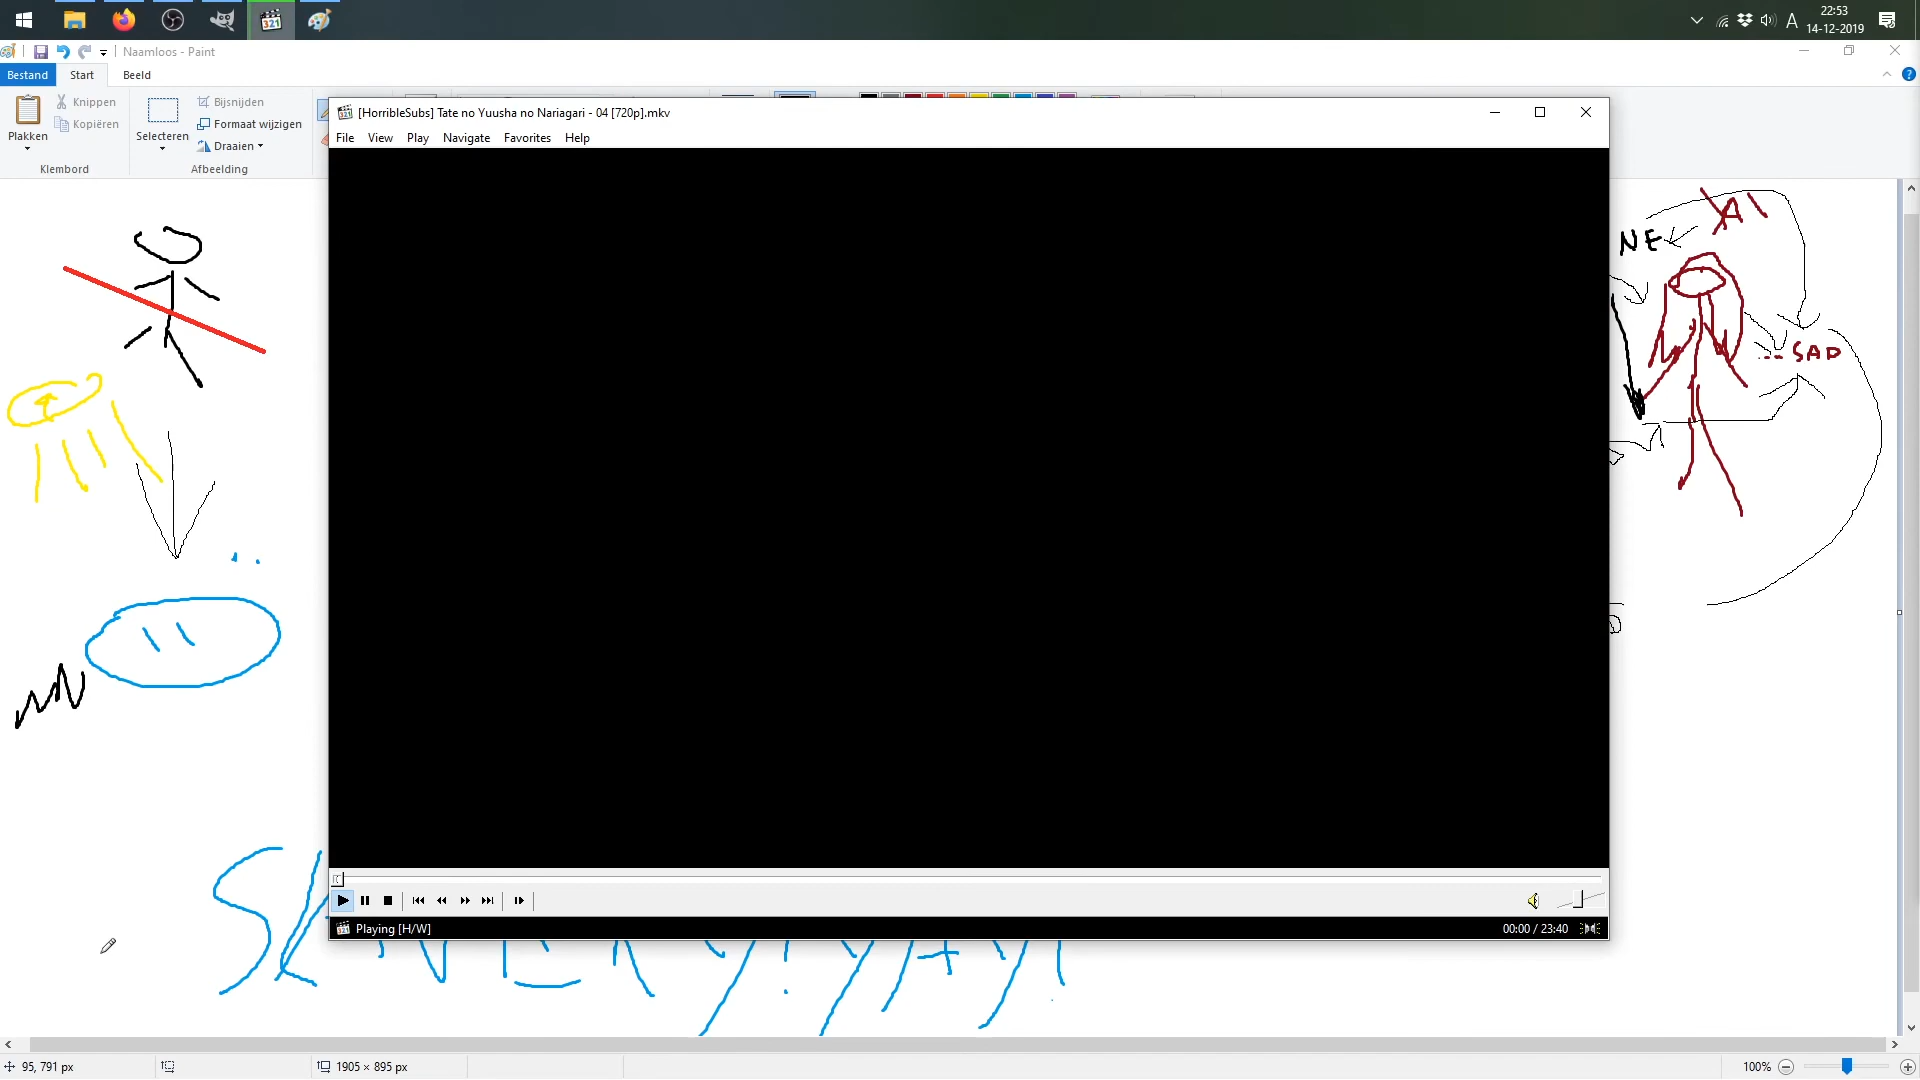 22:53
14-12-2019
Naamloos - Paint
Bestand Start Beeld
Plakken
Knippen
Kopiëren
Klembord
Selecteren
Bijsnijden
Formaat wijzigen
Draaien
Afbeelding
[HorribleSubs] Tate no Yuusha no Nariagari - 04 [720p].mkv
File View Play Navigate Favorites Help
NE
... SAD
Playing [H/W]
00:00 / 23:40
95, 791 px
1905 × 895 px
100%